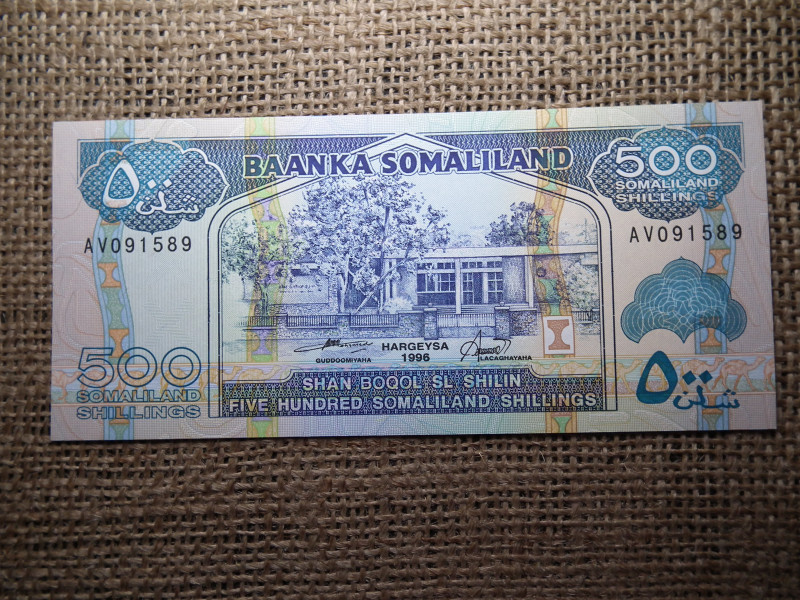 BAANKA SOMALILAND
٥٠٠
شلن
500
SOMALILAND
SHILLINGS
AV091589
AV091589
HARGEYSA
1996
GUDDOOMIYAHA
LACAGHAYAHA
500
SOMALILAND
SHILLINGS
SHAN BOQOL SL SHILIN
FIVE HUNDRED SOMALILAND SHILLINGS
٥٠٠
شلن